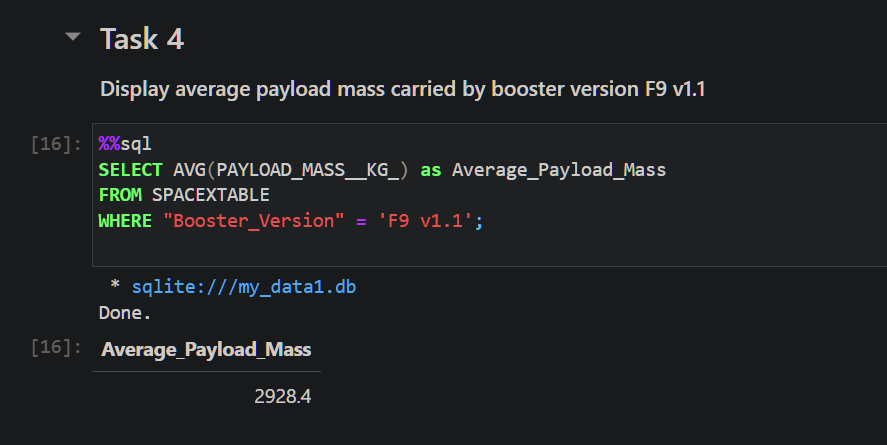 Task 4
Display average payload mass carried by booster version F9 v1.1
[16]:
%%sql
SELECT AVG(PAYLOAD_MASS__KG_) as Average_Payload_Mass
FROM SPACEXTABLE
WHERE "Booster_Version" = 'F9 v1.1';
* sqlite:///my_data1.db
Done.
[16]:
Average_Payload_Mass
2928.4